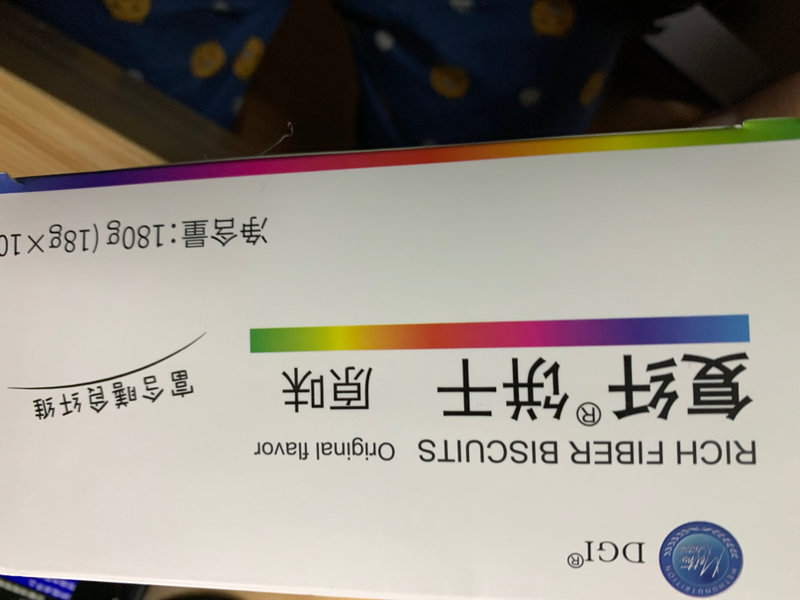 DGI®
RICH FIBER BISCUITS Original flavor
复纤®饼干 原味
富含膳食纤维
净含量:180g (18g×10